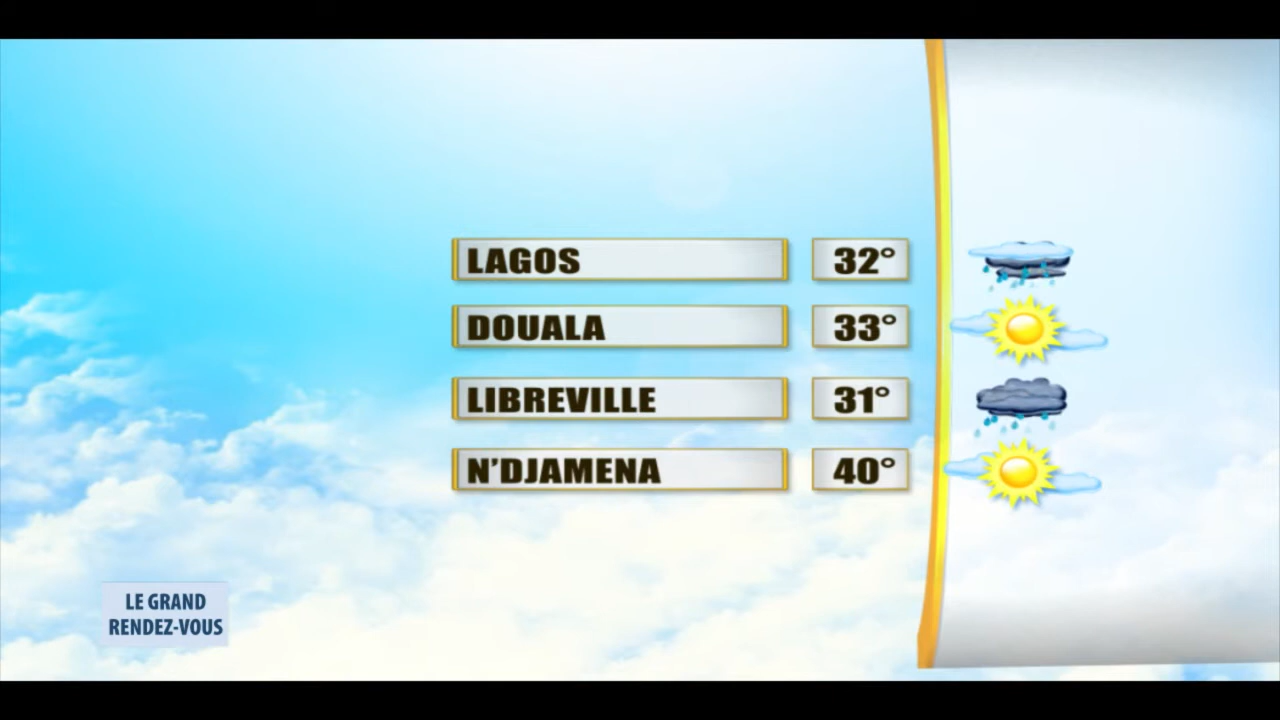 LAGOS 32°
DOUALA 33°
LIBREVILLE 31°
N'DJAMENA 40°
LE GRAND
RENDEZ-VOUS